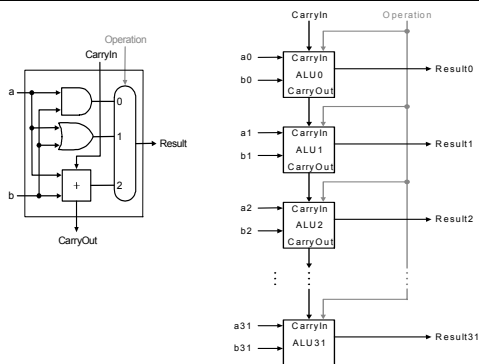 Operation
CarryIn
a
0
1
Result
+
2
b
CarryOut
CarryIn
Operation
a0
CarryIn
Result0
ALU0
b0
CarryOut
a1
CarryIn
Result1
ALU1
b1
CarryOut
a2
CarryIn
Result2
ALU2
b2
CarryOut
a31
CarryIn
Result31
ALU31
b31